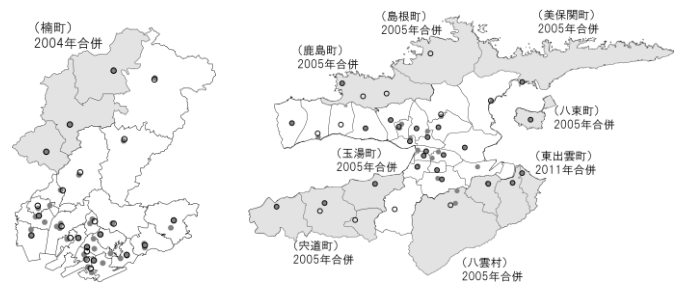 （楠町）
2004年合併
（鹿島町）
2005年合併
（島根町）
2005年合併
（美保関町）
2005年合併
（八束町）
2005年合併
（玉湯町）
2005年合併
（東出雲町）
2011年合併
（宍道町）
2005年合併
（八雲村）
2005年合併